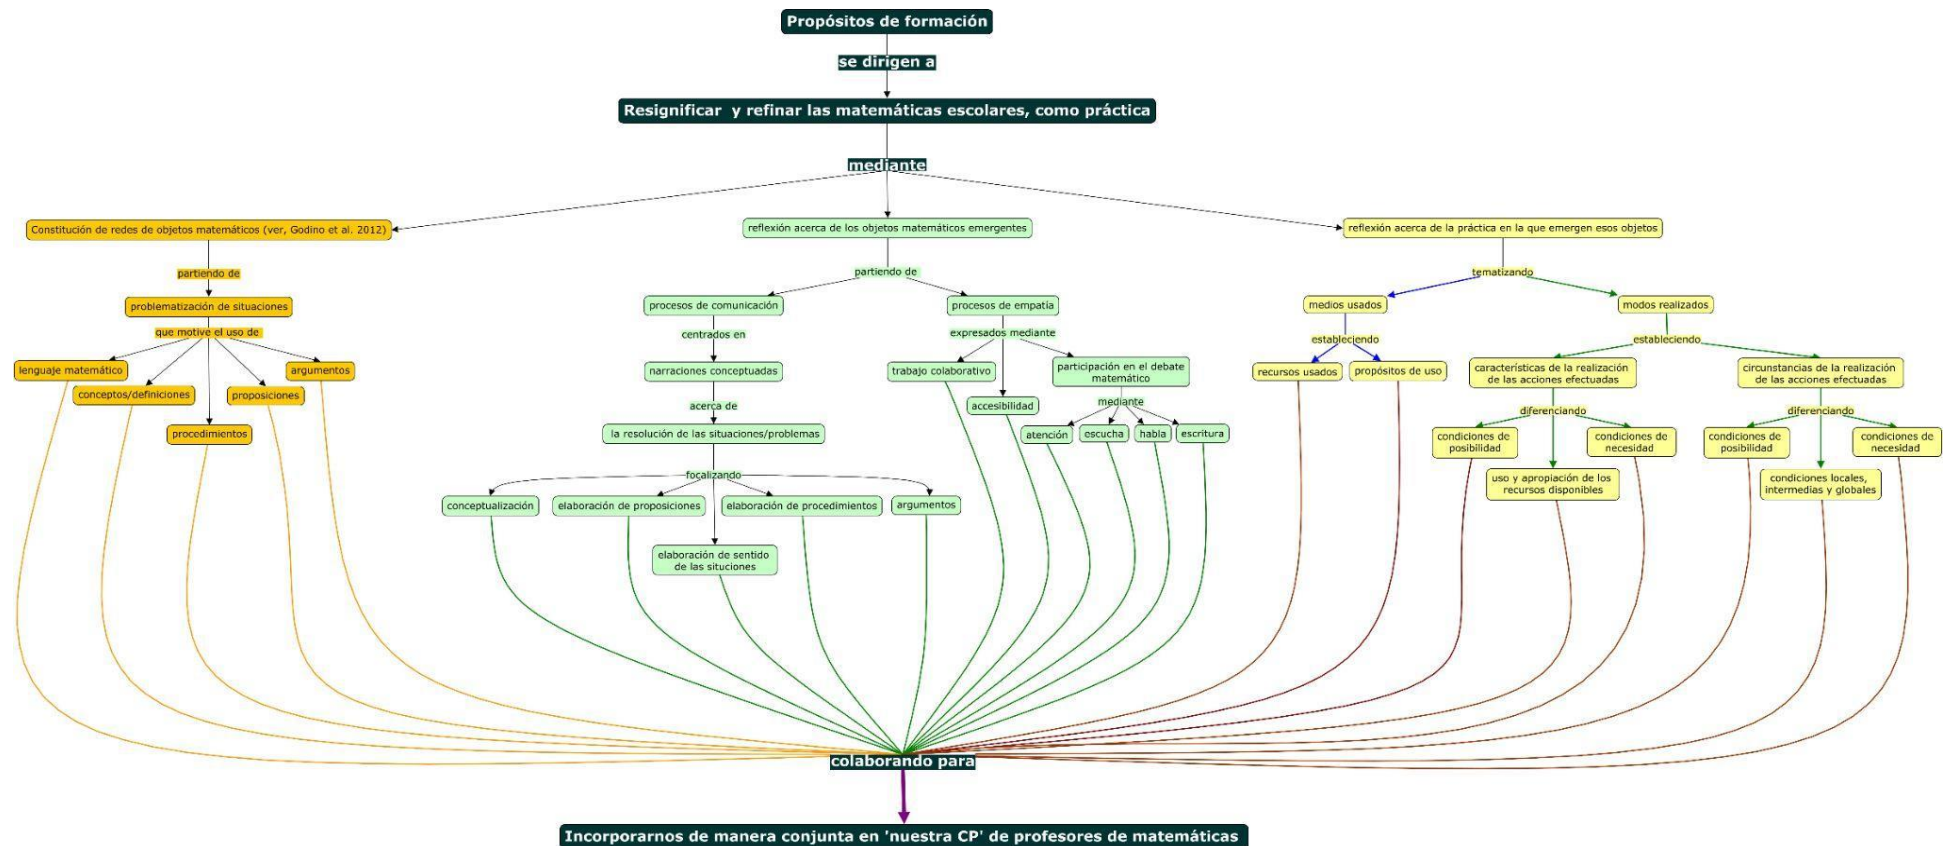 Propósitos de formación
se dirigen a
Resignificar y refinar las matemáticas escolares, como práctica
mediante
Constitución de redes de objetos matemáticos (ver, Godino et al. 2012)
partiendo de
problematización de situaciones
que motive el uso de
lenguaje matemático
conceptos/definiciones
procedimientos
proposiciones
argumentos
reflexión acerca de los objetos matemáticos emergentes
partiendo de
procesos de comunicación
centrados en
narraciones conceptuadas
acerca de
la resolución de las situaciones/problemas
focalizando
conceptualización
elaboración de proposiciones
elaboración de sentido
de las situciones
elaboración de procedimientos
argumentos
procesos de empatía
expresados mediante
trabajo colaborativo
accesibilidad
participación en el debate
matemático
mediante
atención
escucha
habla
escritura
reflexión acerca de la práctica en la que emergen esos objetos
tematizando
medios usados
estableciendo
recursos usados
propósitos de uso
modos realizados
estableciendo
características de la realización
de las acciones efectuadas
diferenciando
condiciones de
posibilidad
uso y apropiación de los
recursos disponibles
condiciones de
necesidad
circunstancias de la realización
de las acciones efectuadas
diferenciando
condiciones de
posibilidad
condiciones locales,
intermedias y globales
condiciones de
necesidad
colaborando para
Incorporarnos de manera conjunta en 'nuestra CP' de profesores de matemáticas